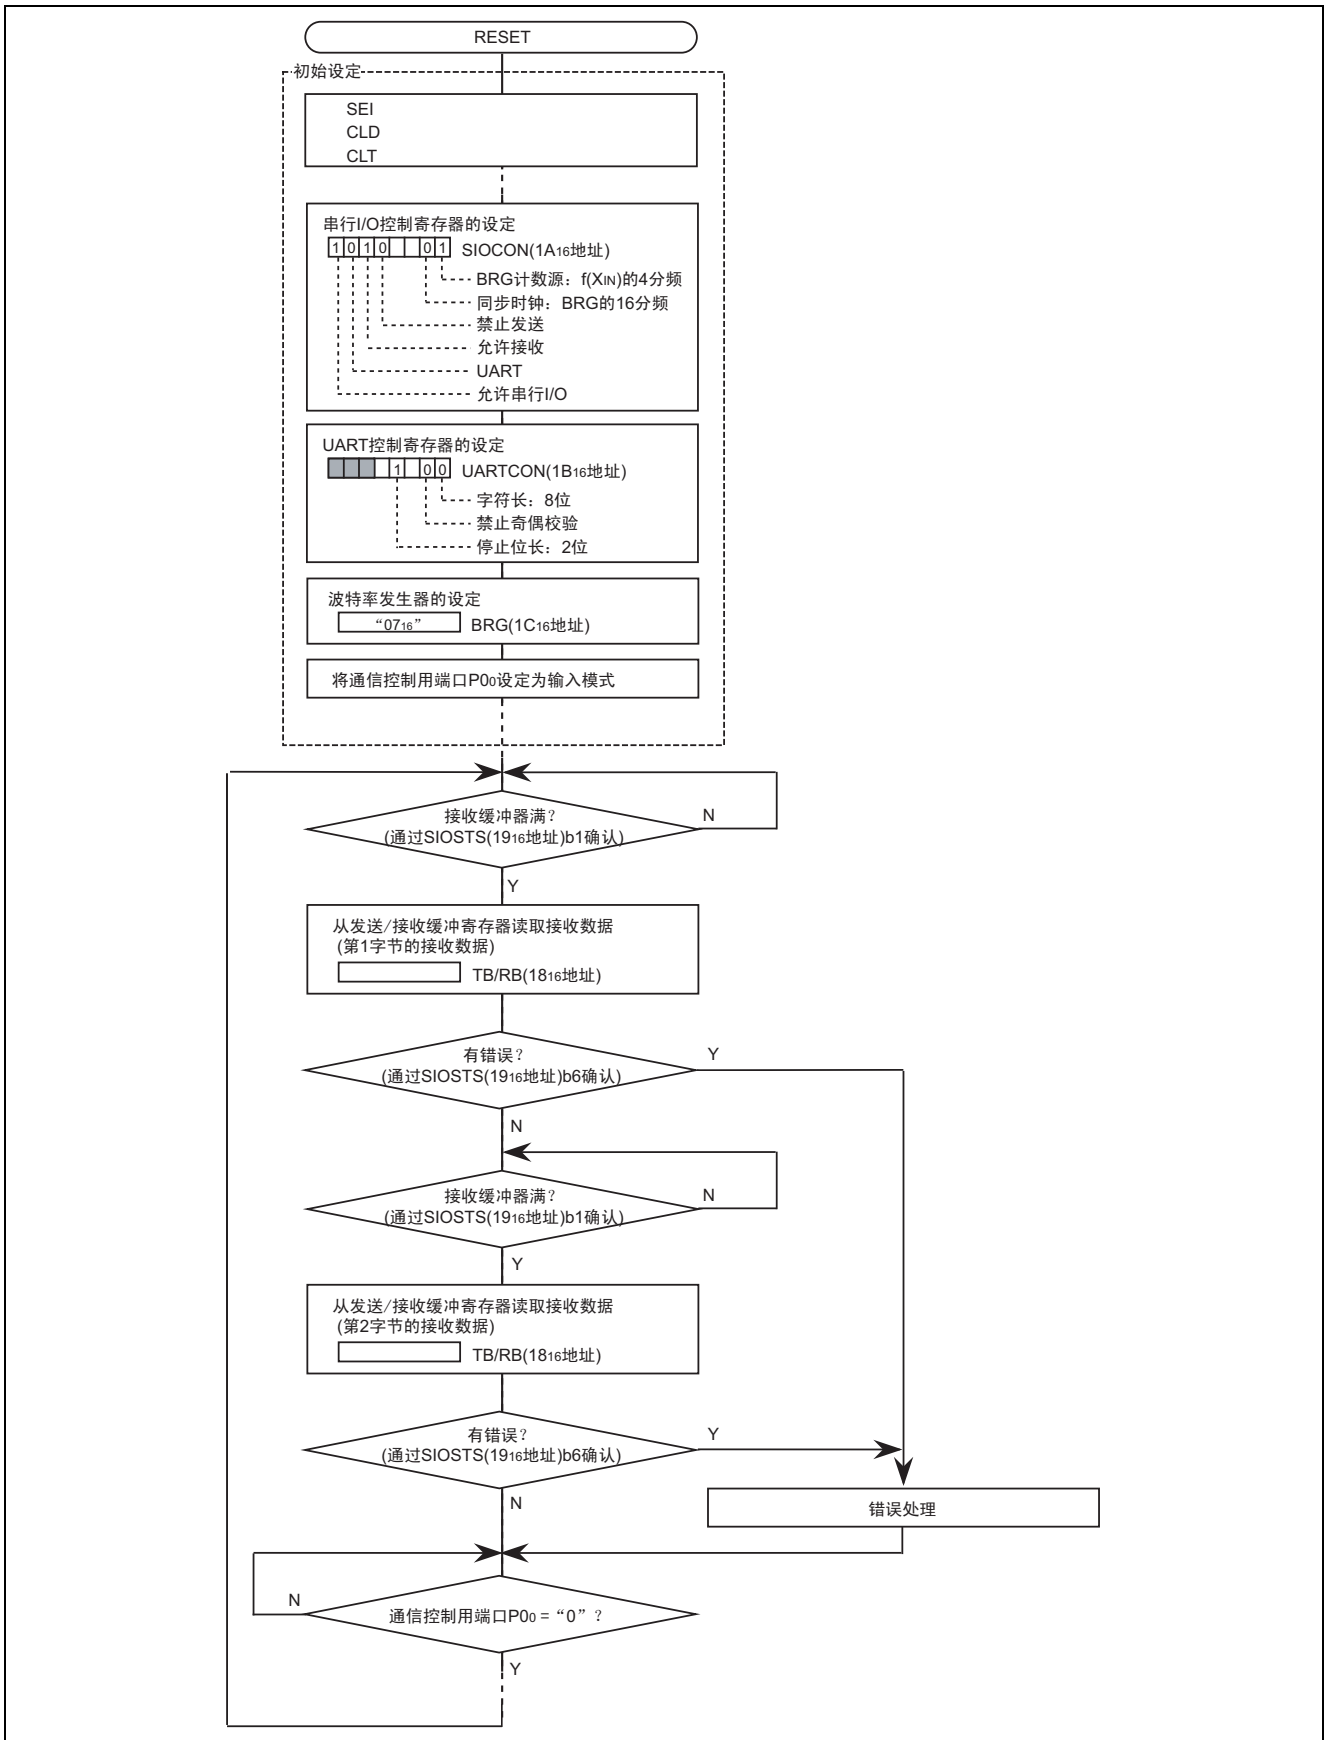 RESET
初始设定
SEI
CLD
CLT
串行I/O控制寄存器的设定
1 0 1 0 0 1 SIOCON(1A16地址)
BRG计数源：f(XIN)的4分频
同步时钟：BRG的16分频
禁止发送
允许接收
UART
允许串行I/O
UART控制寄存器的设定
1 0 0 UARTCON(1B16地址)
字符长：8位
禁止奇偶校验
停止位长：2位
波特率发生器的设定
“0716” BRG(1C16地址)
将通信控制用端口P00设定为输入模式
接收缓冲器满？
N
(通过SIOSTS(1916地址)b1确认)
Y
从发送/接收缓冲寄存器读取接收数据
(第1字节的接收数据)
TB/RB(1816地址)
有错误？
Y
(通过SIOSTS(1916地址)b6确认)
N
接收缓冲器满？
N
(通过SIOSTS(1916地址)b1确认)
Y
从发送/接收缓冲寄存器读取接收数据
(第2字节的接收数据)
TB/RB(1816地址)
有错误？
Y
(通过SIOSTS(1916地址)b6确认)
N
错误处理
N
通信控制用端口P00 = “0”？
Y